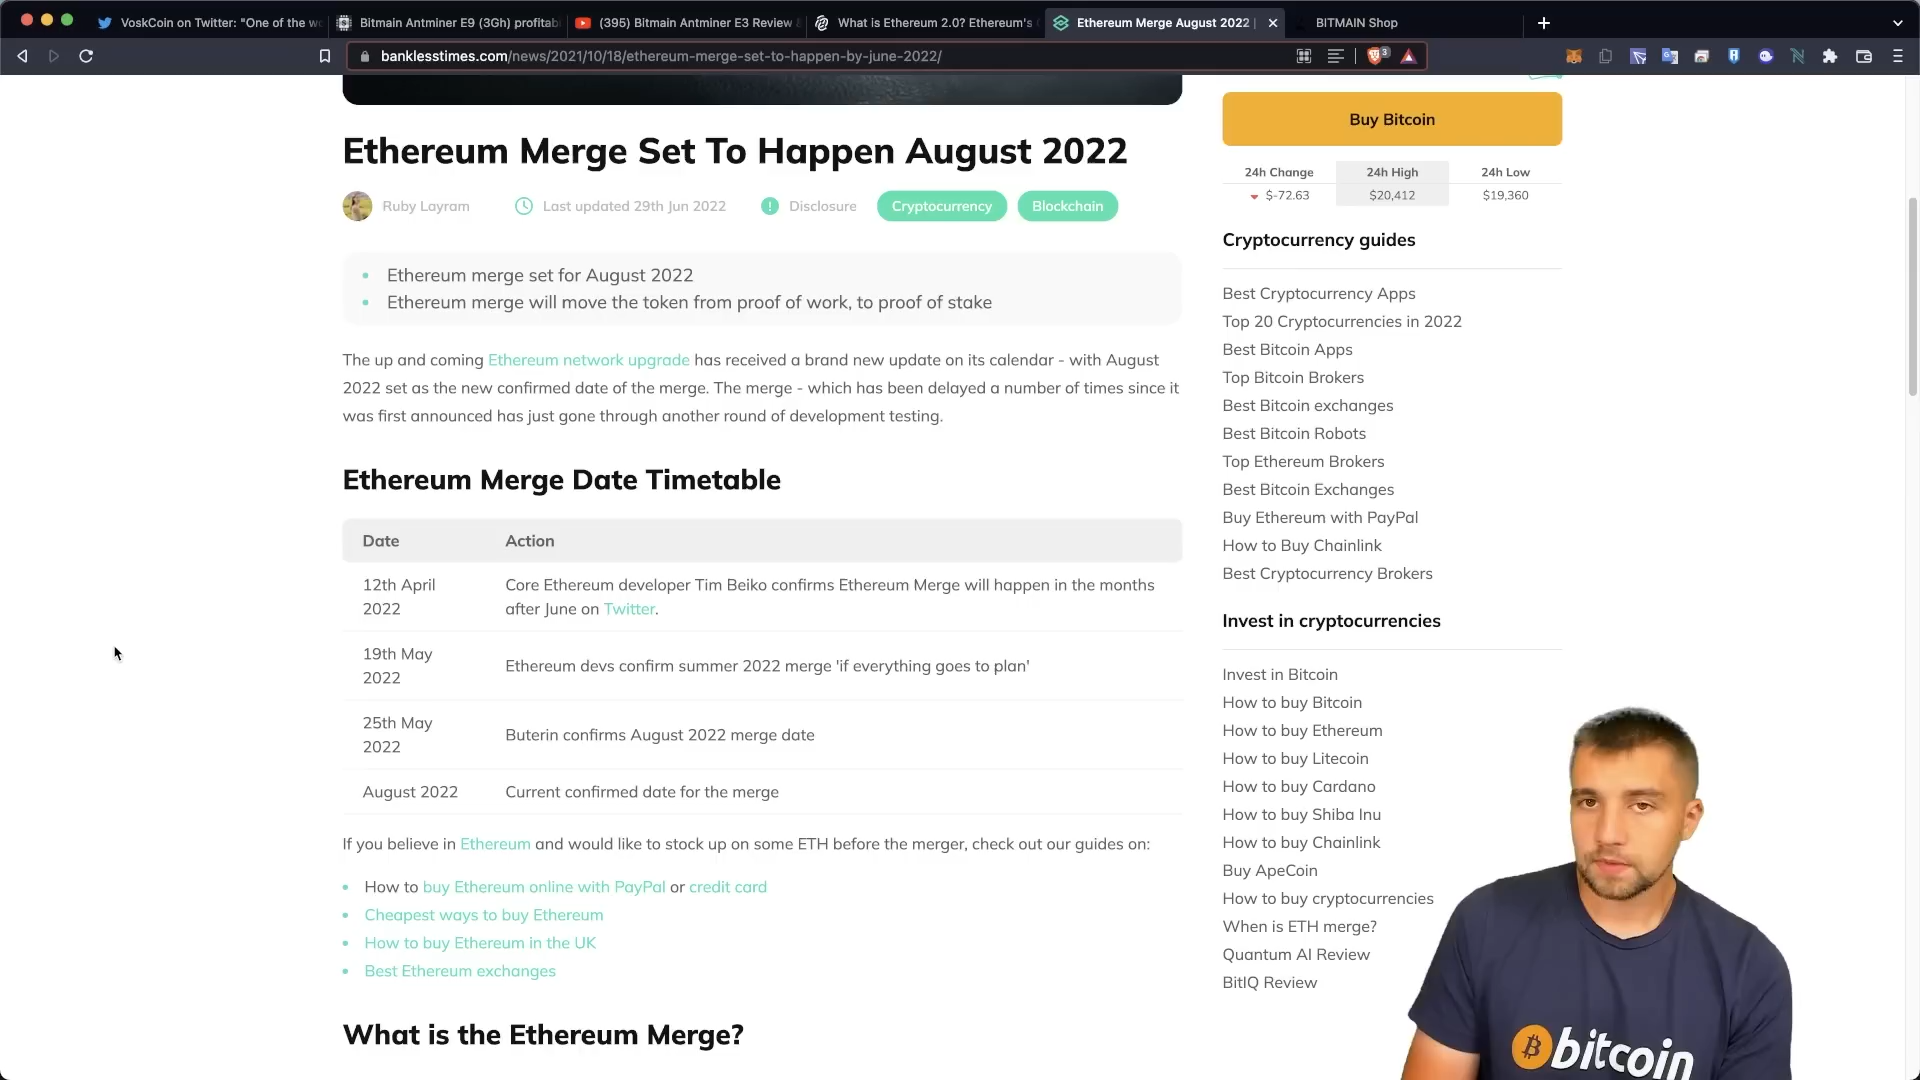 VoskCoin on Twitter: "One of the wo
Bitmain Antminer E9 (3Gh) profitabi
(395) Bitmain Antminer E3 Review
What is Ethereum 2.0? Ethereum's
Ethereum Merge August 2022 |
BITMAIN Shop
banklesstimes.com/news/2021/10/18/ethereum-merge-set-to-happen-by-june-2022/
3
Ethereum Merge Set To Happen August 2022
Ruby Layram
Last updated 29th Jun 2022
Disclosure
Cryptocurrency
Blockchain
Ethereum merge set for August 2022
Ethereum merge will move the token from proof of work, to proof of stake
The up and coming Ethereum network upgrade has received a brand new update on its calendar - with August
2022 set as the new confirmed date of the merge. The merge - which has been delayed a number of times since it
was first announced has just gone through another round of development testing.
Ethereum Merge Date Timetable
Date Action
12th April
2022
Core Ethereum developer Tim Beiko confirms Ethereum Merge will happen in the months
after June on Twitter.
19th May
2022
Ethereum devs confirm summer 2022 merge 'if everything goes to plan'
25th May
2022
Buterin confirms August 2022 merge date
August 2022 Current confirmed date for the merge
If you believe in Ethereum and would like to stock up on some ETH before the merger, check out our guides on:
How to buy Ethereum online with PayPal or credit card
Cheapest ways to buy Ethereum
How to buy Ethereum in the UK
Best Ethereum exchanges
What is the Ethereum Merge?
Buy Bitcoin
24h Change 24h High 24h Low
$-72.63 $20,412 $19,360
Cryptocurrency guides
Best Cryptocurrency Apps
Top 20 Cryptocurrencies in 2022
Best Bitcoin Apps
Top Bitcoin Brokers
Best Bitcoin exchanges
Best Bitcoin Robots
Top Ethereum Brokers
Best Bitcoin Exchanges
Buy Ethereum with PayPal
How to Buy Chainlink
Best Cryptocurrency Brokers
Invest in cryptocurrencies
Invest in Bitcoin
How to buy Bitcoin
How to buy Ethereum
How to buy Litecoin
How to buy Cardano
How to buy Shiba Inu
How to buy Chainlink
Buy ApeCoin
How to buy cryptocurrencies
When is ETH merge?
Quantum AI Review
BitIQ Review
bitcoin